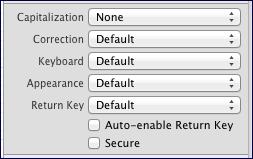 Capitalization None
Correction Default
Keyboard Default
Appearance Default
Return Key Default
Auto-enable Return Key
Secure